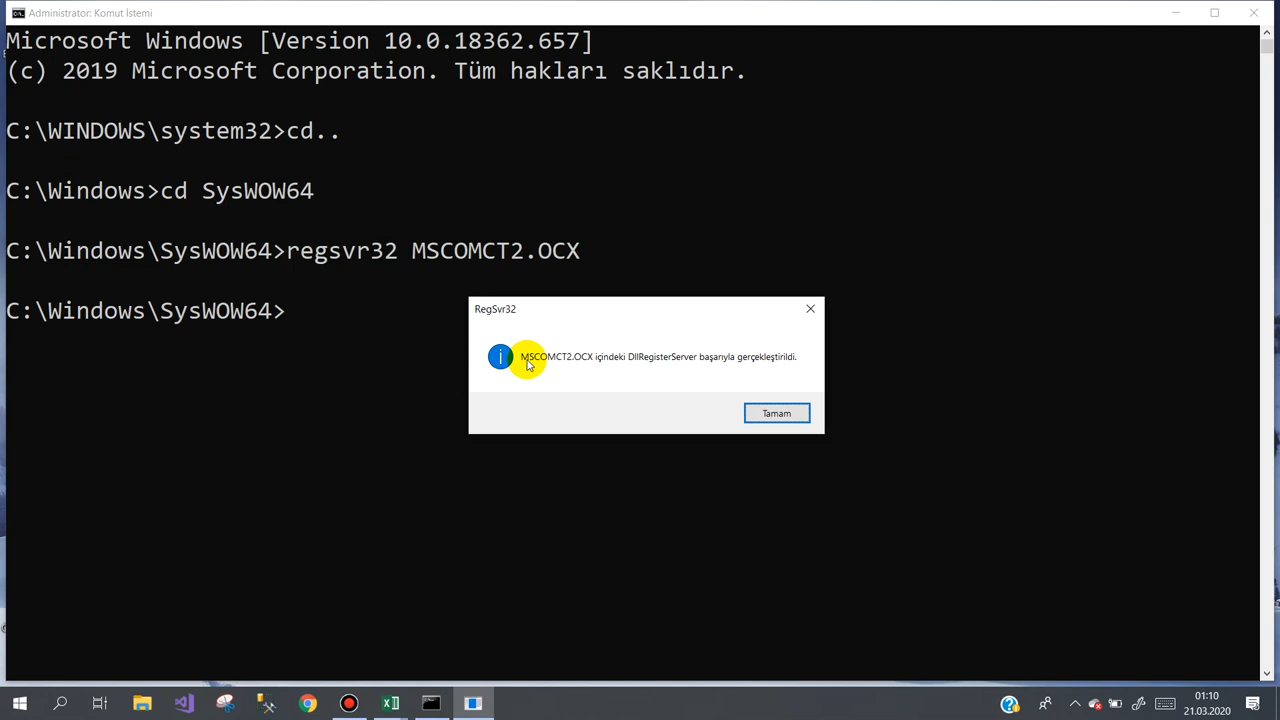 Administrator: Komut İstemi
Microsoft Windows [Version 10.0.18362.657]
(c) 2019 Microsoft Corporation. Tüm hakları saklıdır.
C:\WINDOWS\system32>cd..
C:\Windows>cd SysWOW64
C:\Windows\SysWOW64>regsvr32 MSCOMCT2.OCX
C:\Windows\SysWOW64>
RegSvr32
MSCOMCT2.OCX içindeki DllRegisterServer başarıyla gerçekleştirildi.
Tamam
01:10
21.03.2020